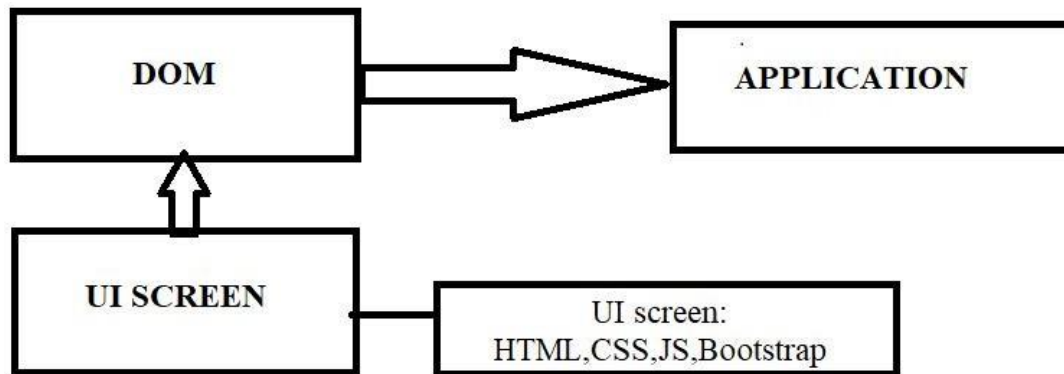 DOM
APPLICATION
UI SCREEN
UI screen:
HTML,CSS,JS,Bootstrap